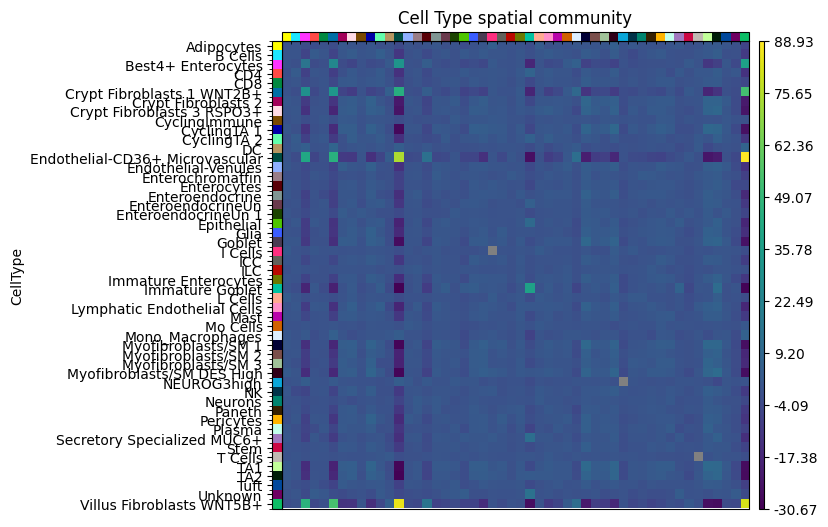 Cell Type spatial community
Adipocytes
B Cells
Best4+ Enterocytes
CD4
CD8
Crypt Fibroblasts 1 WNT2B+
Crypt Fibroblasts 2
Crypt Fibroblasts 3 RSPO3+
CyclingImmune
CyclingTA 1
CyclingTA 2
DC
Endothelial-CD36+ Microvascular
Endothelial-Venules
Enterochromaffin
Enterocytes
Enteroendocrine
EnteroendocrineUn
EnteroendocrineUn 1
Epithelial
Glia
Goblet
I Cells
ICC
ILC
Immature Enterocytes
Immature Goblet
L Cells
Lymphatic Endothelial Cells
Mast
Mo Cells
Mono_Macrophages
Myofibroblasts/SM 1
Myofibroblasts/SM 2
Myofibroblasts/SM 3
Myofibroblasts/SM DES High
NEUROG3high
NK
Neurons
Paneth
Pericytes
Plasma
Secretory Specialized MUC6+
Stem
T Cells
TA1
TA2
Tuft
Unknown
Villus Fibroblasts WNT5B+
CellType
88.93
75.65
62.36
49.07
35.78
22.49
9.20
-4.09
-17.38
-30.67